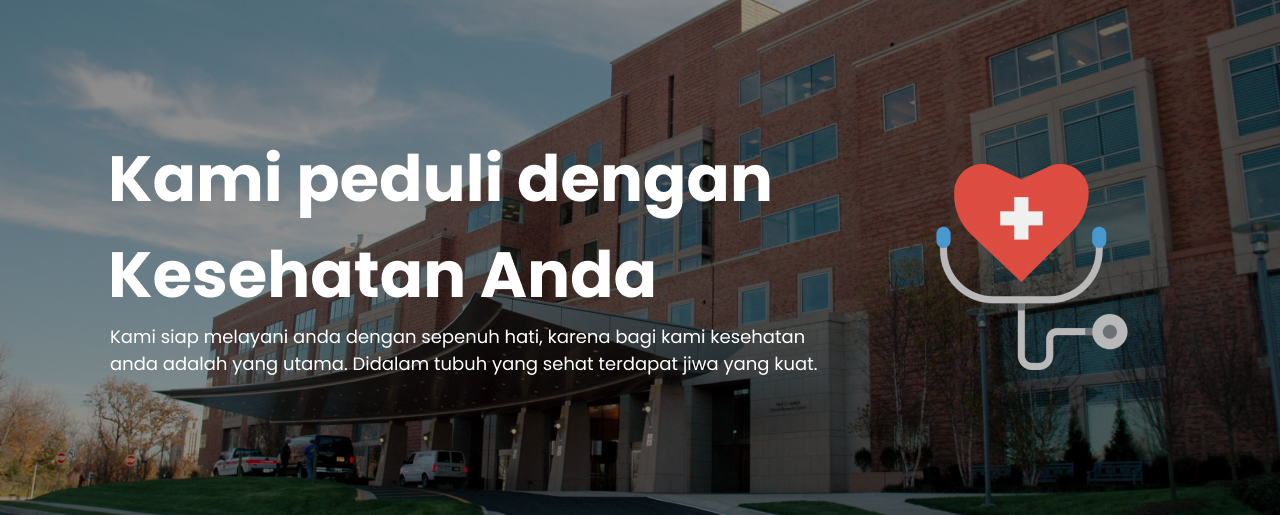 Kami peduli dengan
Kesehatan Anda
Kami siap melayani anda dengan sepenuh hati, karena bagi kami kesehatan
anda adalah yang utama. Didalam tubuh yang sehat terdapat jiwa yang kuat.